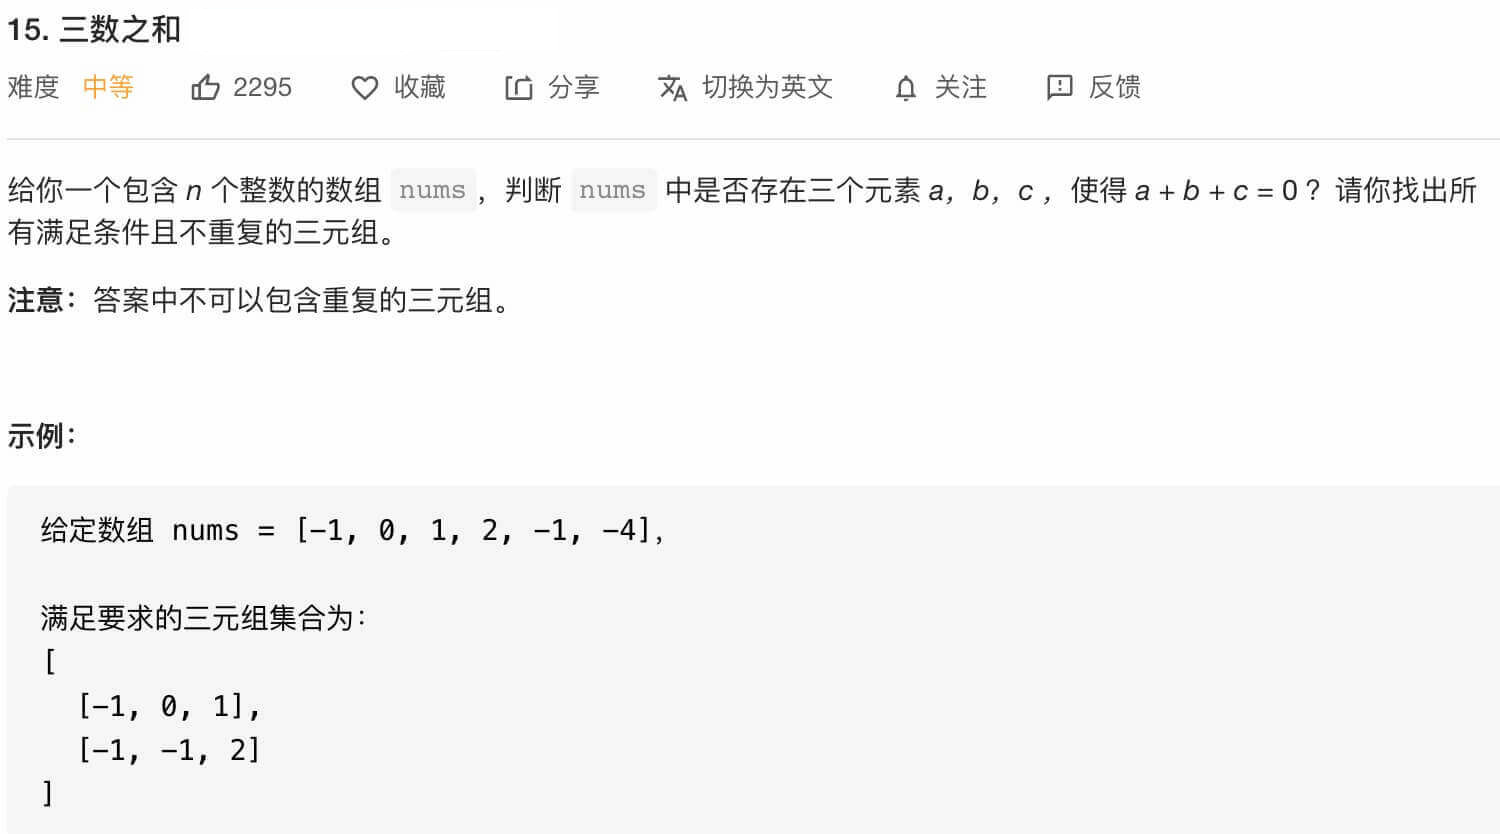 15. 三数之和
难度 中等 2295 收藏 分享 切换为英文 关注 反馈
给你一个包含 n 个整数的数组 nums，判断 nums 中是否存在三个元素 a，b，c ，使得 a + b + c = 0 ？请你找出所
有满足条件且不重复的三元组。
注意：答案中不可以包含重复的三元组。
示例：
给定数组 nums = [-1, 0, 1, 2, -1, -4]，
满足要求的三元组集合为：
[
[-1, 0, 1],
[-1, -1, 2]
]